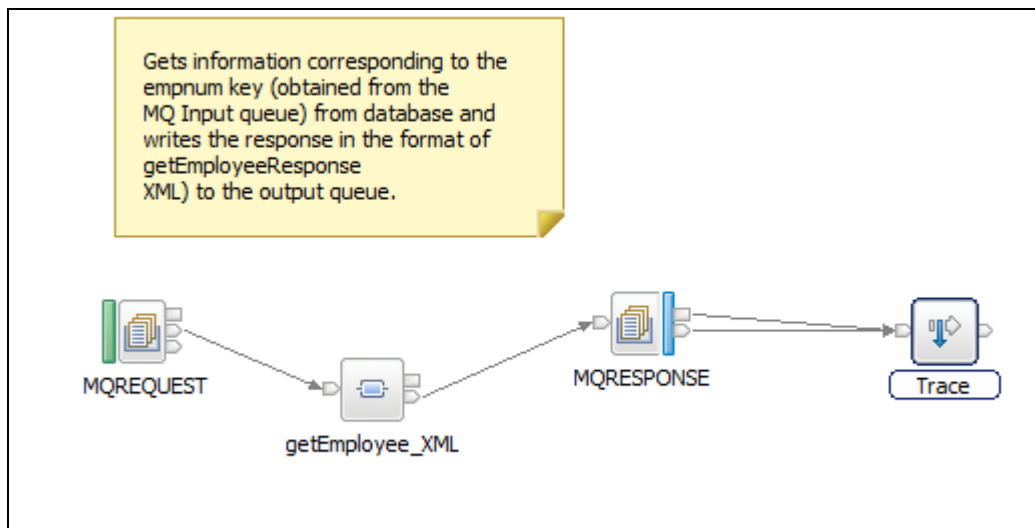 Gets information corresponding to the
empnum key (obtained from the
MQ Input queue) from database and
writes the response in the format of
getEmployeeResponse
XML) to the output queue.
MQREQUEST
getEmployee_XML
MQRESPONSE
Trace